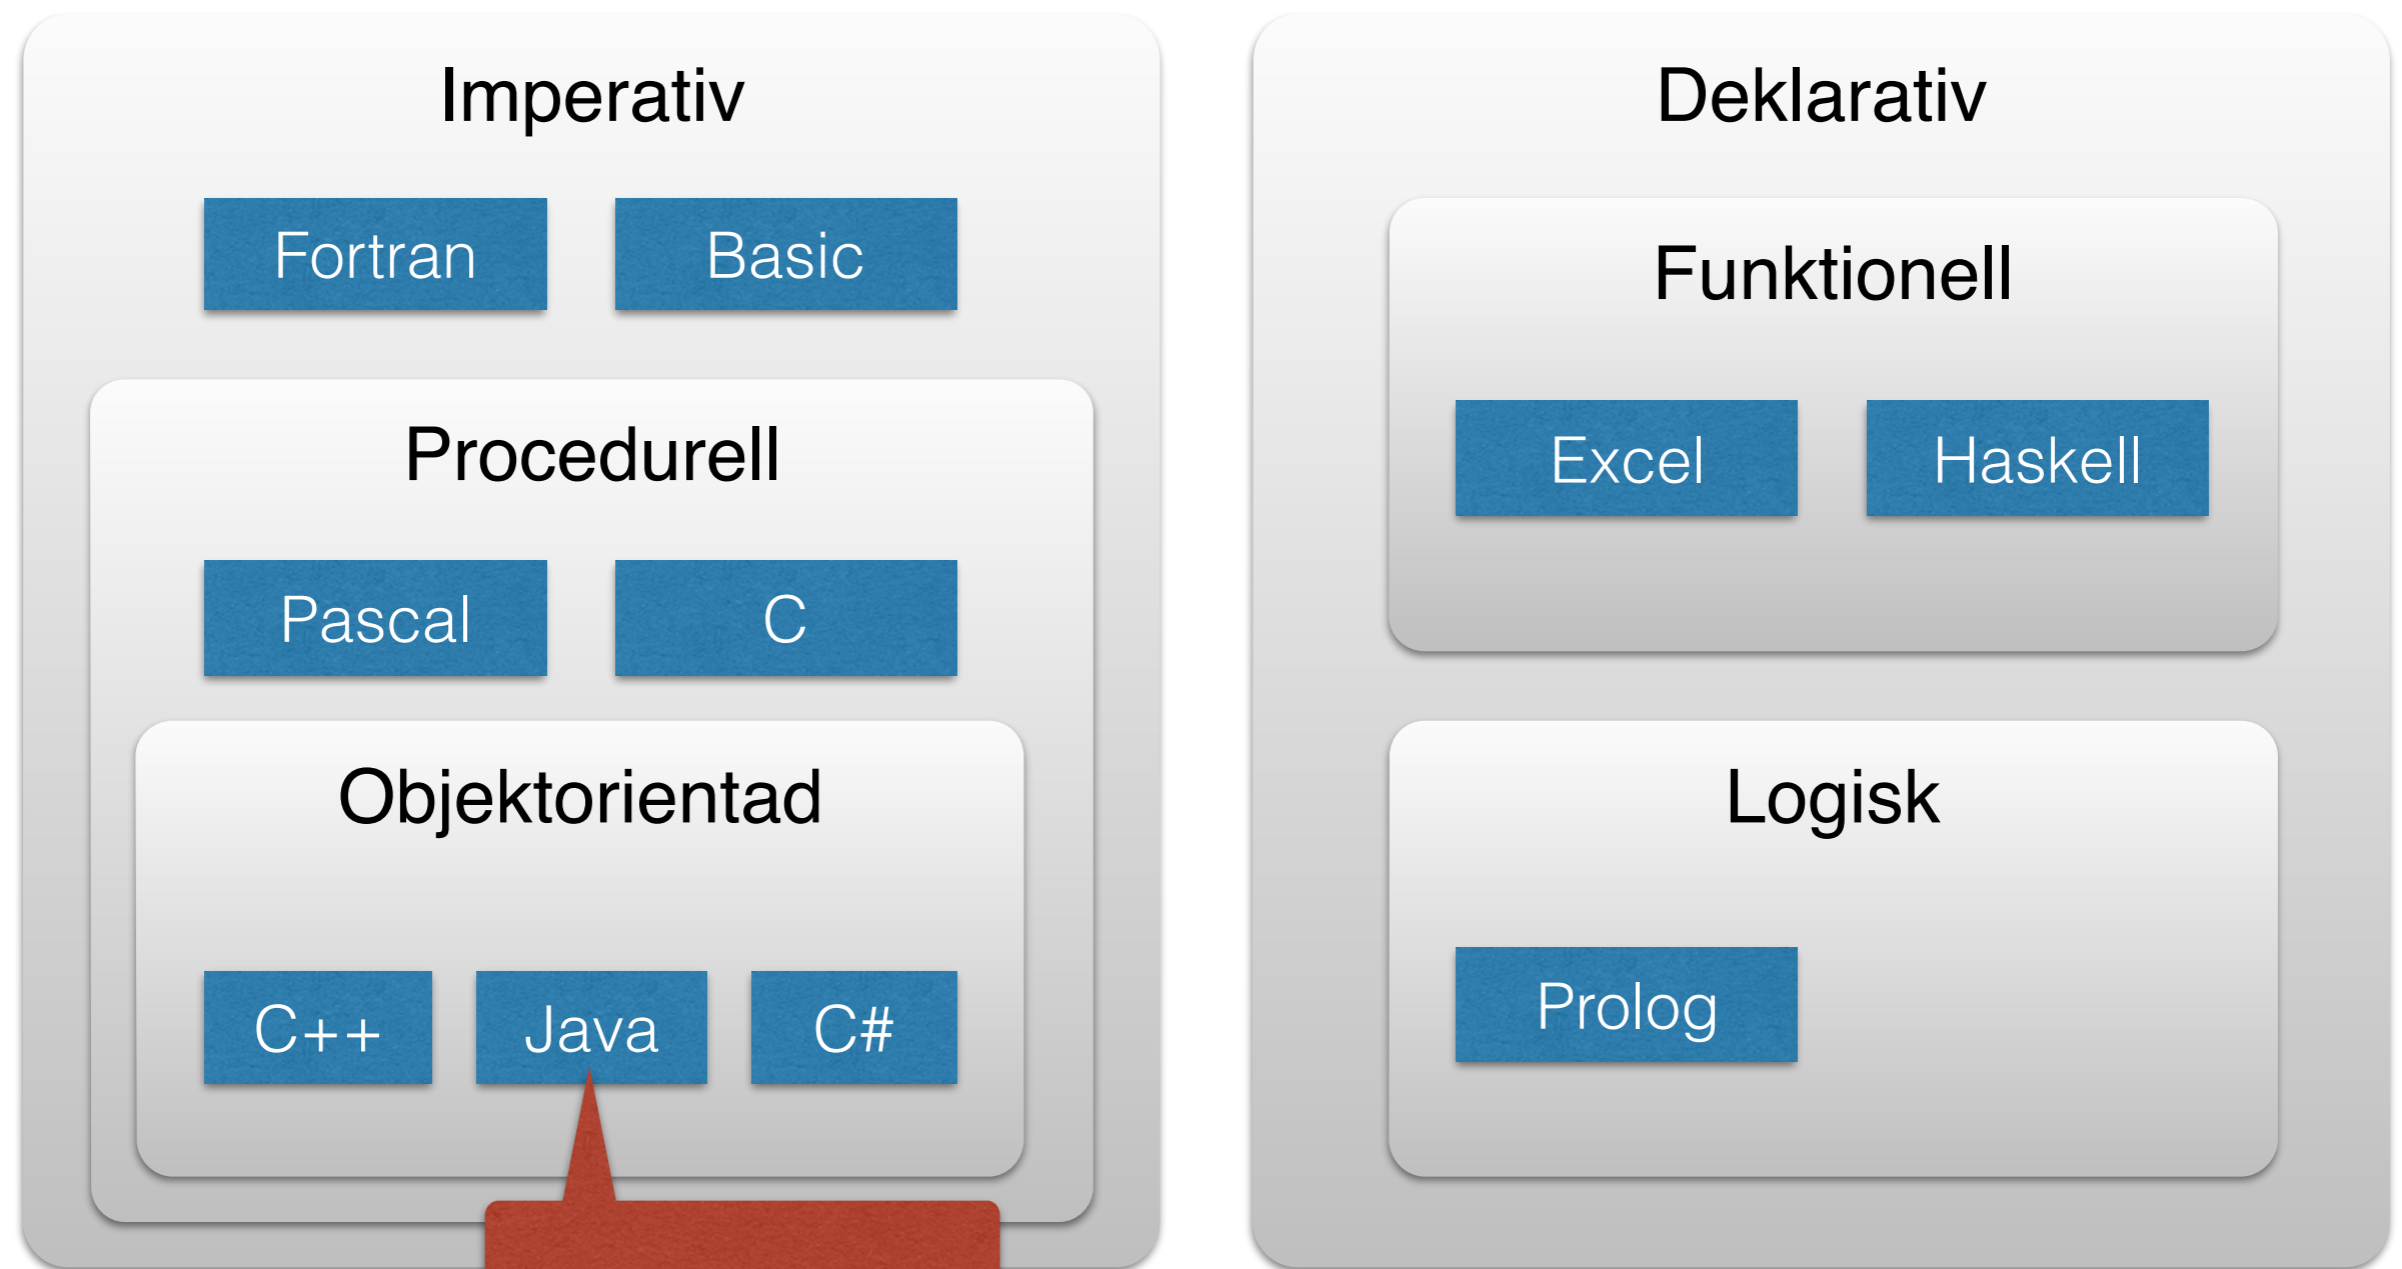 Imperativ
Fortran Basic
Procedurell
Pascal C
Objektorientad
C++ Java C#
Deklarativ
Funktionell
Excel Haskell
Logisk
Prolog